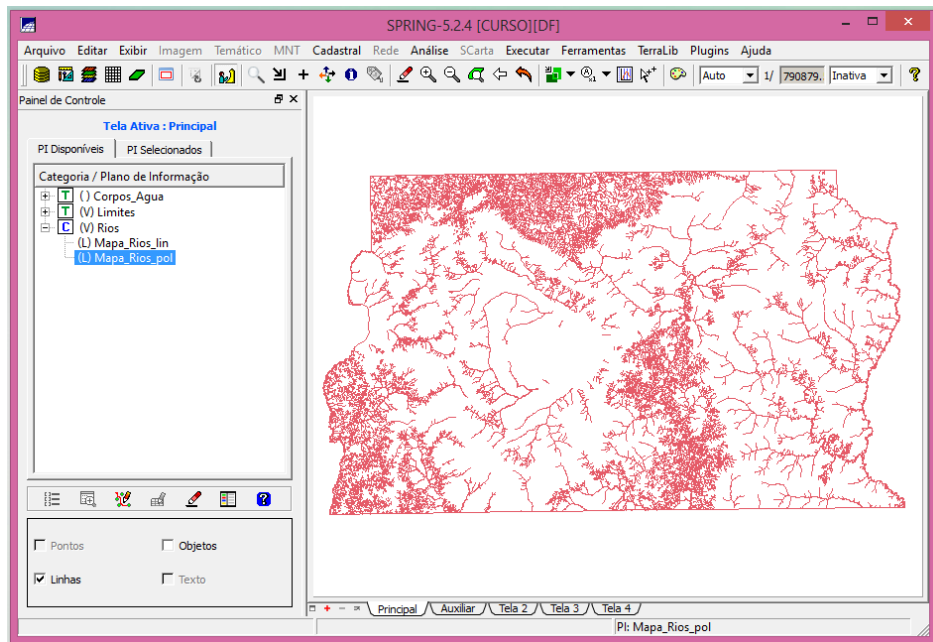 SPRING-5.2.4 [CURSO][DF]
Arquivo Editar Exibir Imagem Temático MNT Cadastral Rede Análise SCarta Executar Ferramentas TerraLib Plugins Ajuda
Auto 1/ 790879. Inativa
Painel de Controle
Tela Ativa : Principal
PI Disponíveis PI Selecionados
Categoria / Plano de Informação
T ( ) Corpos_Agua
T (V) Limites
C (V) Rios
(L) Mapa_Rios_lin
(L) Mapa_Rios_pol
Pontos Objetos
Linhas Texto
Principal Auxiliar Tela 2 Tela 3 Tela 4
PI: Mapa_Rios_pol